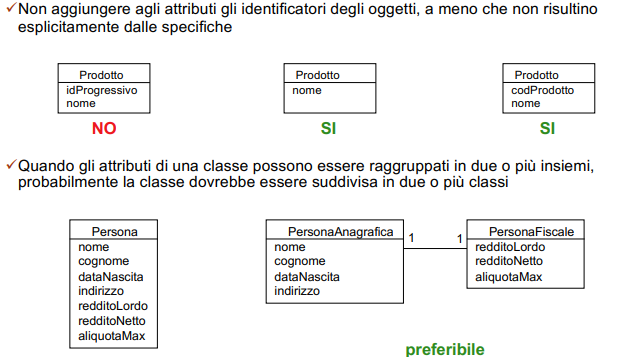 Non aggiungere agli attributi gli identificatori degli oggetti, a meno che non risultino
esplicitamente dalle specifiche
Prodotto
idProgressivo
nome
NO
Prodotto
nome
SI
Prodotto
codProdotto
nome
SI
Quando gli attributi di una classe possono essere raggruppati in due o più insiemi,
probabilmente la classe dovrebbe essere suddivisa in due o più classi
Persona
nome
cognome
dataNascita
indirizzo
redditoLordo
redditoNetto
aliquotaMax
PersonaAnagrafica
nome
cognome
dataNascita
indirizzo
1
1
PersonaFiscale
redditoLordo
redditoNetto
aliquotaMax
preferibile